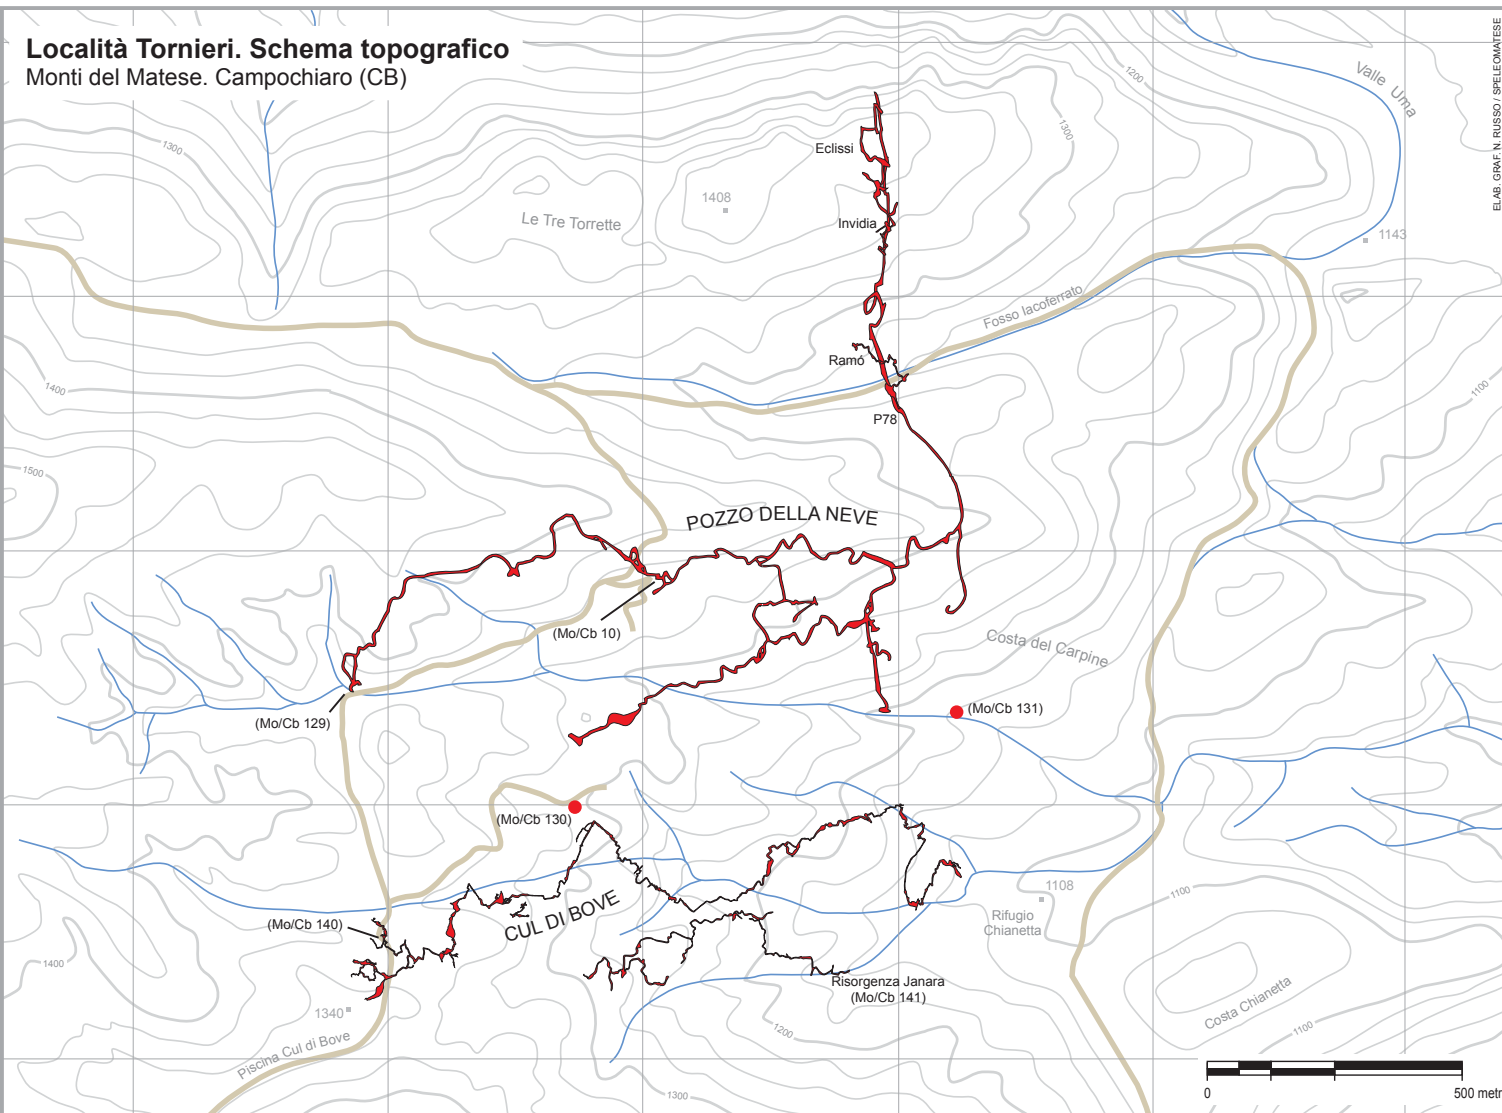 Località Tornieri. Schema topografico
Monti del Matese. Campochiaro (CB)
ELAB. GRAF. N. RUSSO / SPELEOMATESE
Valle Uma
1200
1300
1300
Eclissi
1408
Le Tre Torrette
Invidia
1143
Fosso Iacoferrato
Ramó
1400
1100
P78
1500
POZZO DELLA NEVE
(Mo/Cb 10)
Costa del Carpine
(Mo/Cb 129)
(Mo/Cb 131)
(Mo/Cb 130)
1108
1100
CUL DI BOVE
Rifugio
Chianetta
(Mo/Cb 140)
1400
Risorgenza Janara
(Mo/Cb 141)
Costa Chianetta
1340
1200
1100
Piscina Cul di Bove
1300
0
500 metr